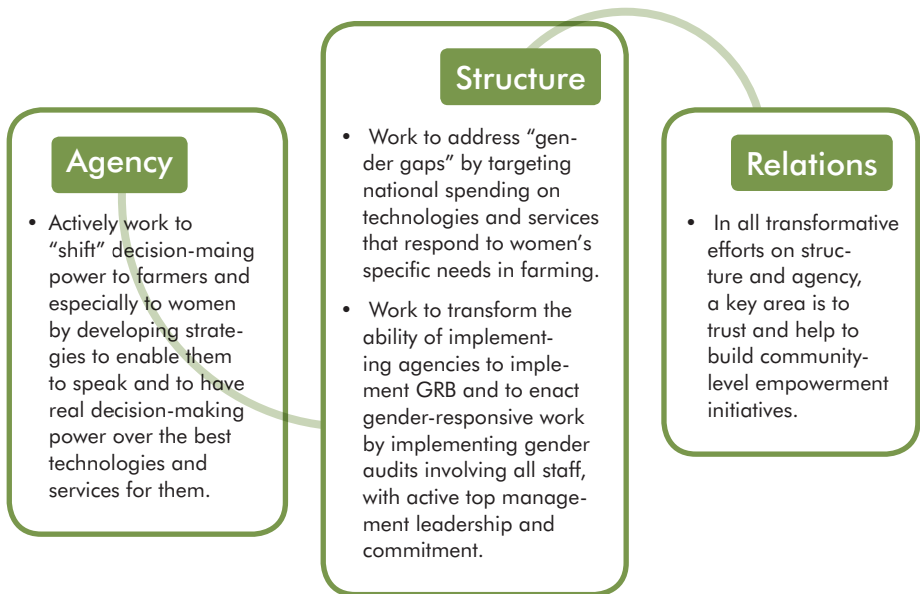 Agency
• Actively work to
“shift” decision-maing
power to farmers and
especially to women
by developing strate-
gies to enable them
to speak and to have
real decision-making
power over the best
technologies and
services for them.
Structure
• Work to address “gen-
der gaps” by targeting
national spending on
technologies and services
that respond to women’s
specific needs in farming.
• Work to transform the
ability of implement-
ing agencies to imple-
ment GRB and to enact
gender-responsive work
by implementing gender
audits involving all staff,
with active top manage-
ment leadership and
commitment.
Relations
• In all transformative
efforts on struc-
ture and agency,
a key area is to
trust and help to
build community-
level empowerment
initiatives.